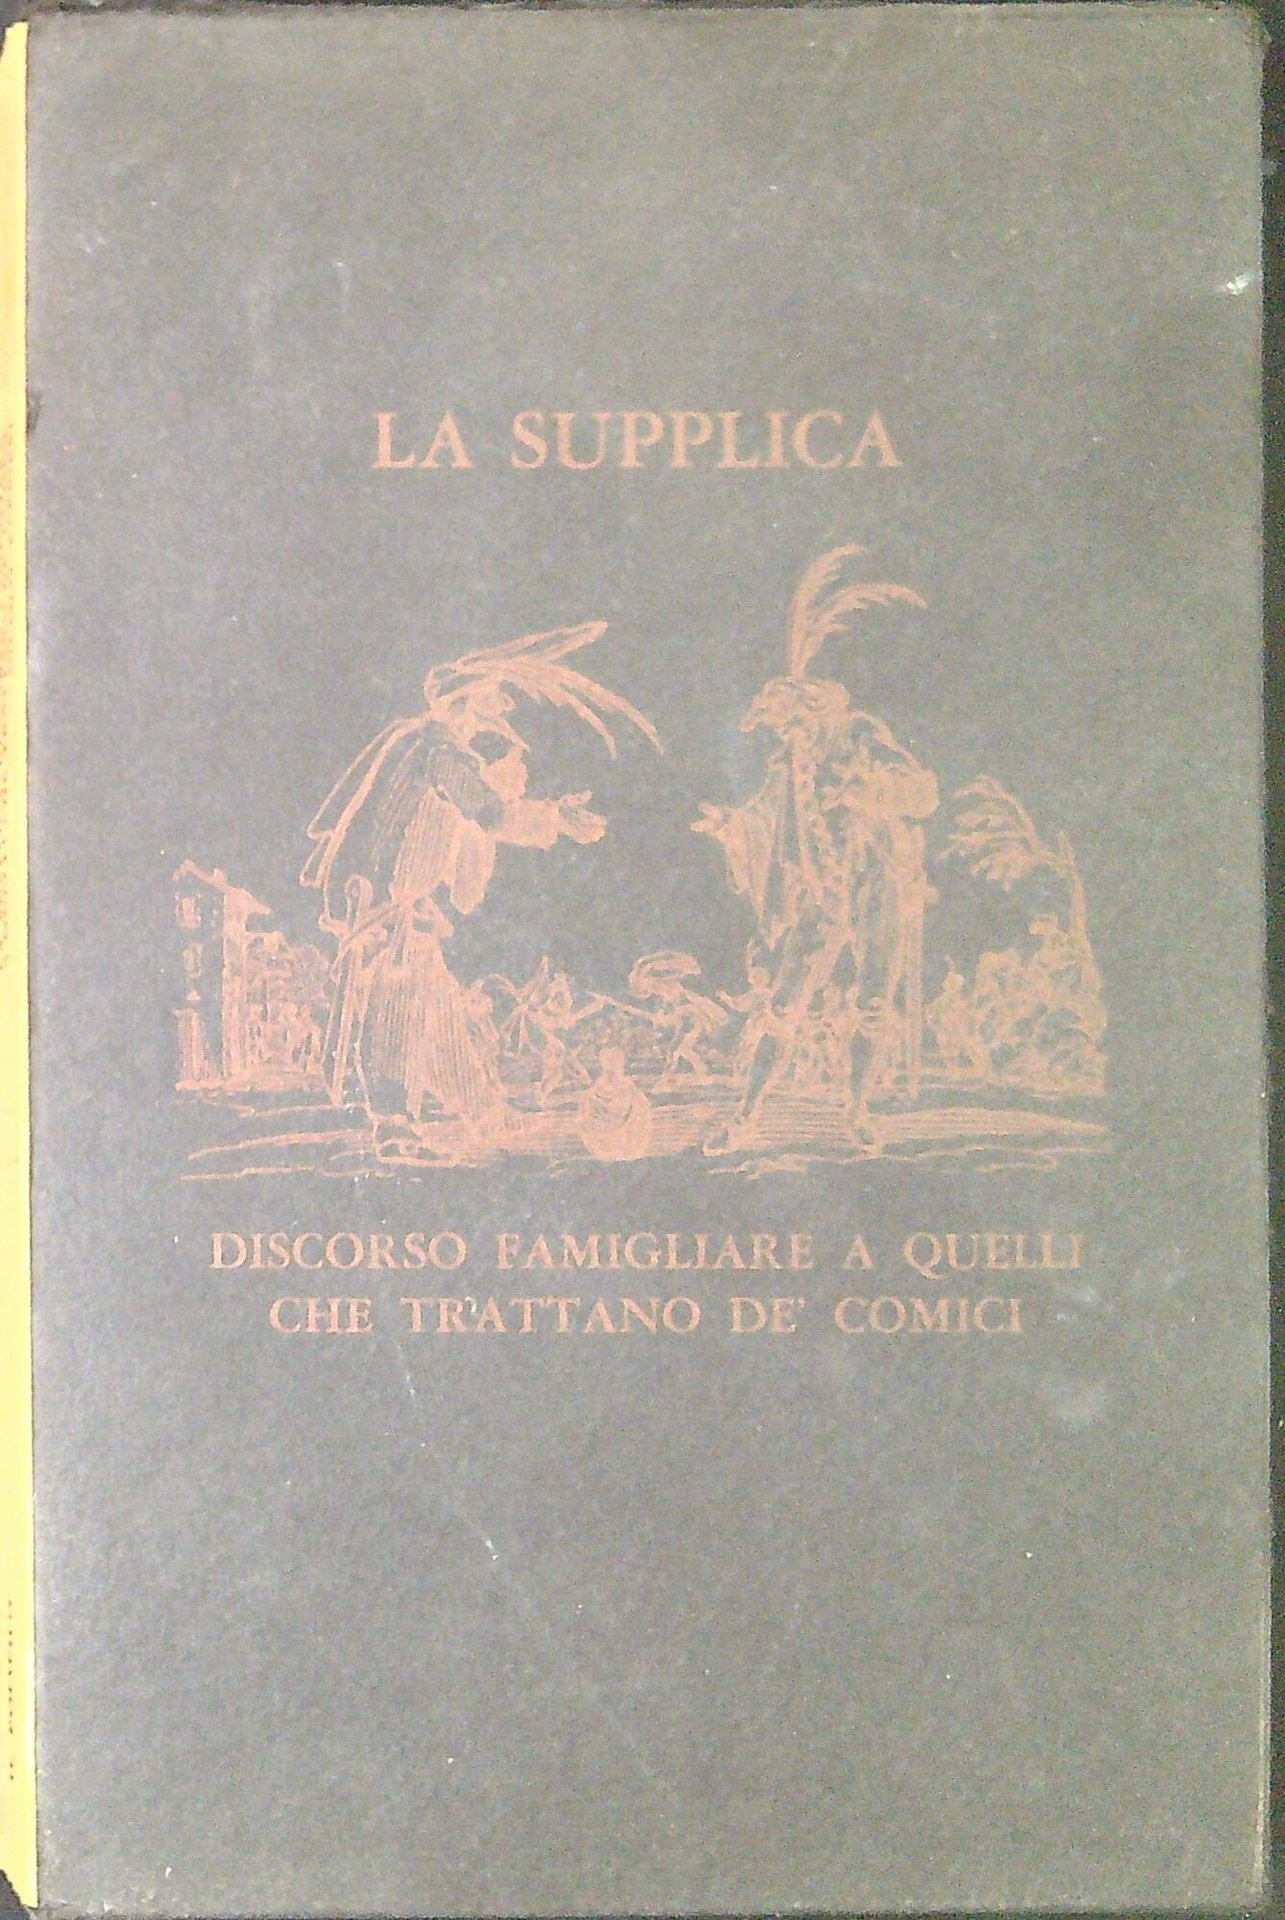 LA SUPPLICA
DISCORSO FAMIGLIARE A QUELLI
CHE TRATTANO DE' COMICI